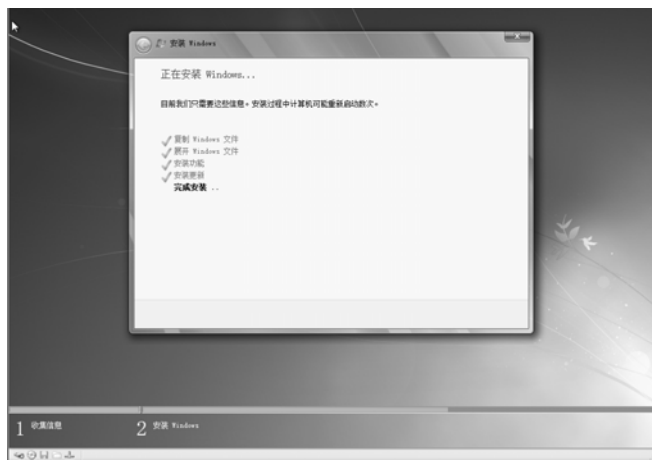 安装 Windows
正在安装 Windows...
目前我们只需要这些信息。安装过程中计算机可能重新启动数次。
复制 Windows 文件
展开 Windows 文件
安装功能
安装更新
完成安装 ..
1 收集信息
2 安装 Windows